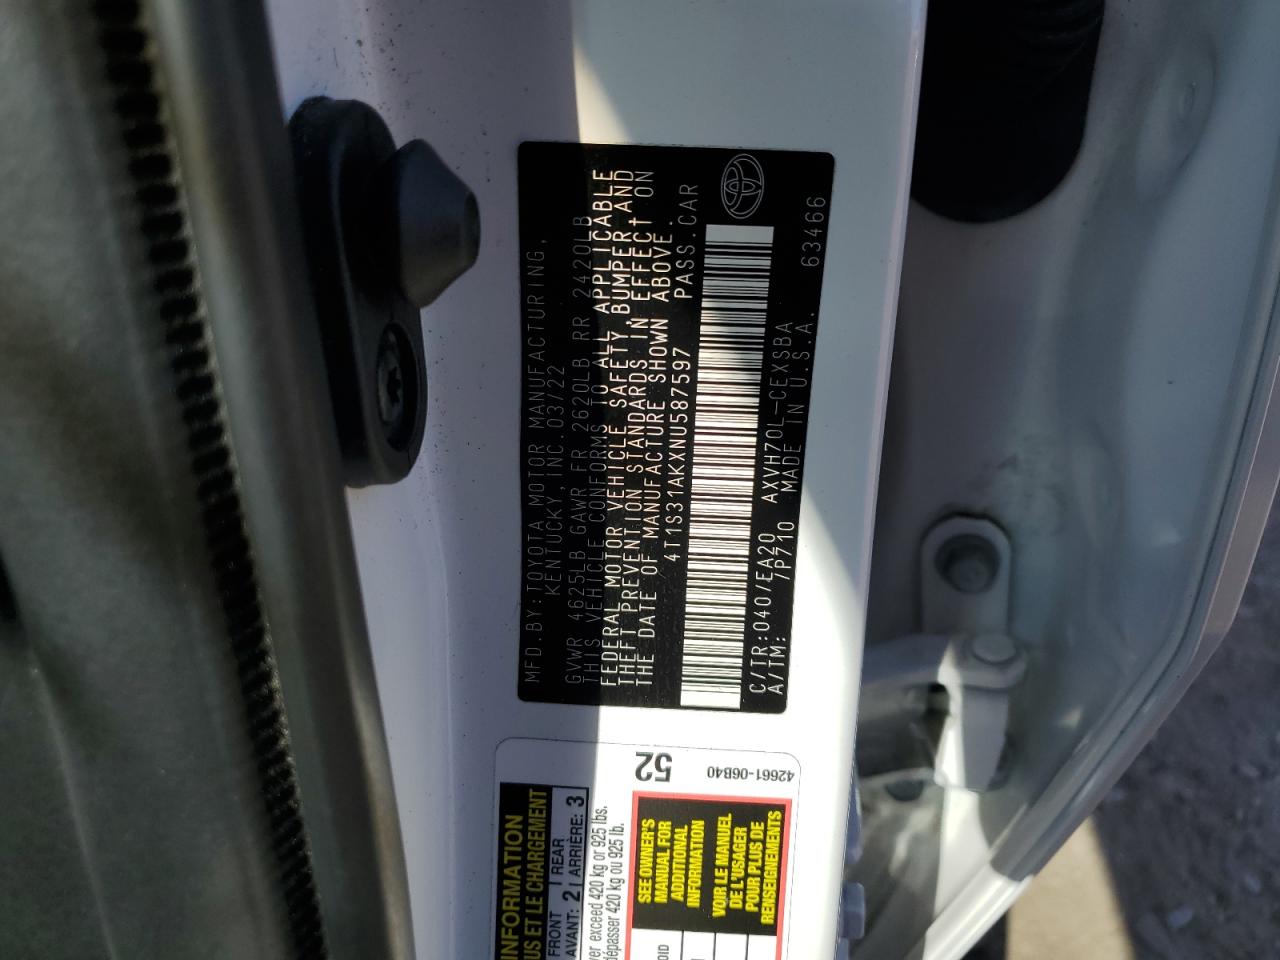 MFD. BY: TOYOTA MOTOR MANUFACTURING,
KENTUCKY, INC. 03/22
GVWR 4625LB GAWR FR 2620LB RR 2420LB
THIS VEHICLE CONFORMS TO ALL APPLICABLE
FEDERAL MOTOR VEHICLE SAFETY, BUMPER, AND
THEFT PREVENTION STANDARDS IN EFFECT ON
THE DATE OF MANUFACTURE SHOWN ABOVE.
4T1S31AKXNU587597 PASS. CAR
C/TR: 040/EA20 AXVH70L-CEXSBA
A/TM: /P710 MADE IN U.S.A. 63466
52
42661-06B40
INFORMATION
US ET LE CHARGEMENT
FRONT REAR
AVANT: 2 ARRIÈRE: 3
ver exceed 420 kg or 925 lbs.
dépasser 420 kg ou 925 lb.
SEE OWNER'S
MANUAL FOR
ADDITIONAL
INFORMATION
VOIR LE MANUEL
DE L'USAGER
POUR PLUS DE
RENSEIGNEMENTS